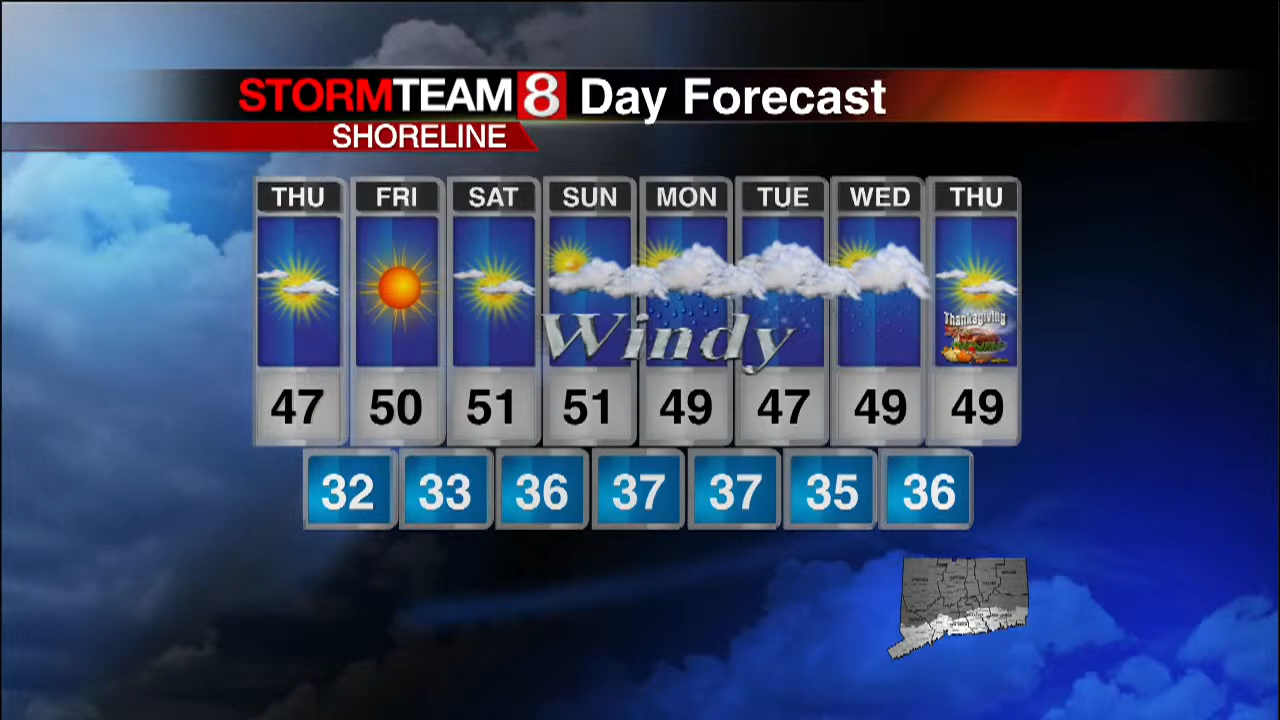 STORMTEAM 8 Day Forecast
SHORELINE
THU FRI SAT SUN MON TUE WED THU
Windy
Thanksgiving
47 50 51 51 49 47 49 49
32 33 36 37 37 35 36